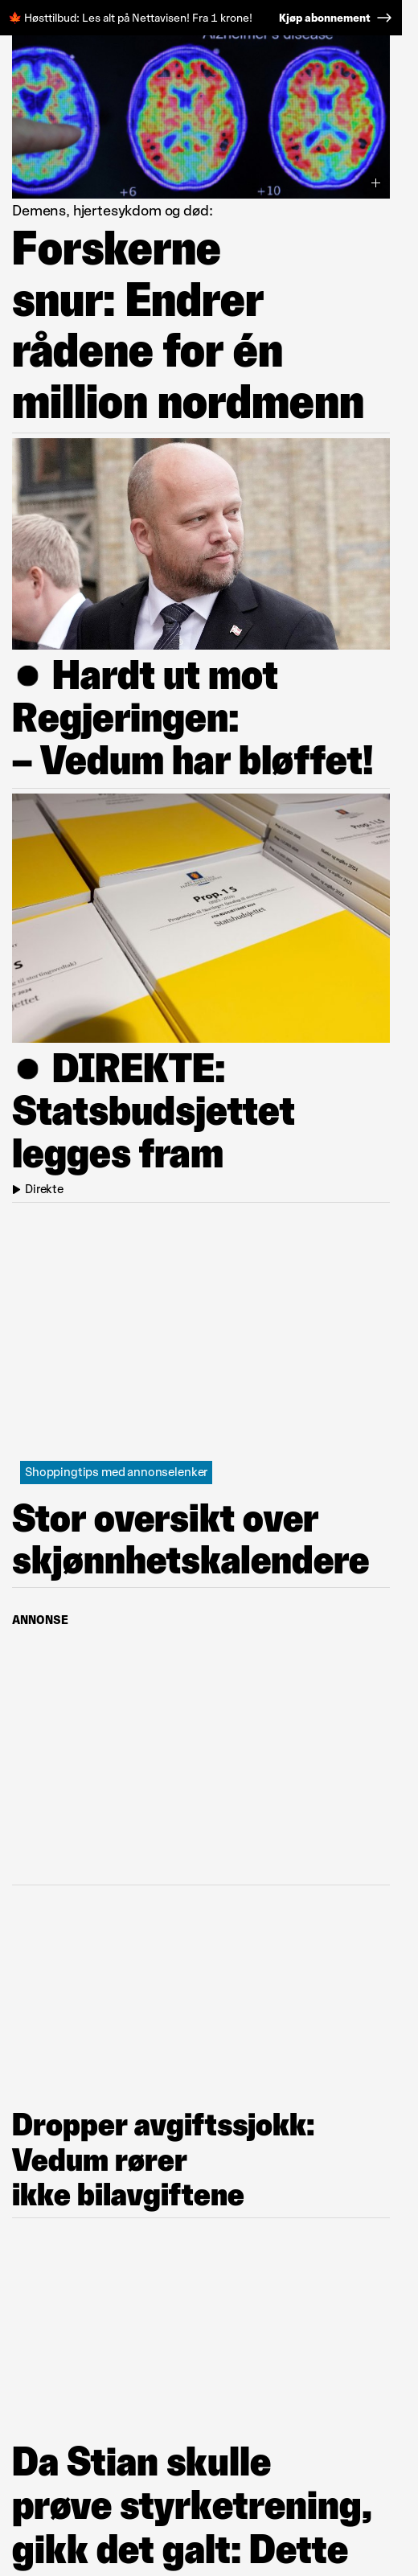 Høsttilbud: Les alt på Nettavisen! Fra 1 krone! Kjøp abonnement
Alzheimer's disease
+6 +10
Demens, hjertesykdom og død:
Forskerne
snur: Endrer
rådene for én
million nordmenn
Hardt ut mot
Regjeringen:
– Vedum har bløffet!
Prop. 1 S
Prop. 1 S
Statsbudsjettet
DIREKTE:
Statsbudsjettet
legges fram
Direkte
Shoppingtips med annonselenker
Stor oversikt over
skjønnhetskalendere
ANNONSE
Dropper avgiftssjokk:
Vedum rører
ikke bilavgiftene
Da Stian skulle
prøve styrketrening,
gikk det galt: Dette